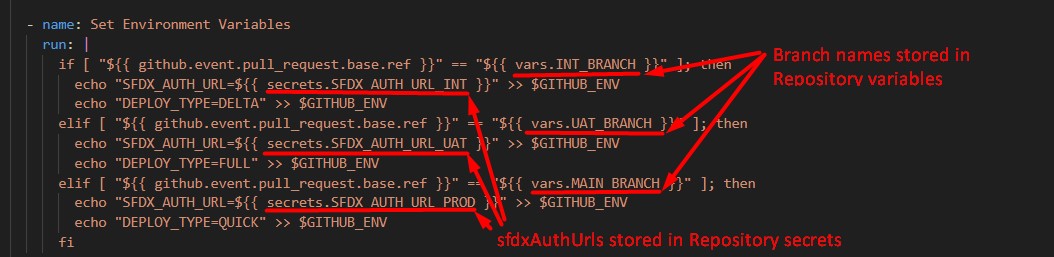 - name: Set Environment Variables
run: |
if [ "${{ github.event.pull_request.base.ref }}" == "${{ vars.INT_BRANCH }}" ]; then
Branch names stored in
echo "SFDX_AUTH_URL=${{ secrets.SFDX_AUTH_URL_INT }}" >> $GITHUB_ENV
Repository variables
echo "DEPLOY_TYPE=DELTA" >> $GITHUB_ENV
elif [ "${{ github.event.pull_request.base.ref }}" == "${{ vars.UAT_BRANCH }}" ]; then
echo "SFDX_AUTH_URL=${{ secrets.SFDX_AUTH_URL_UAT }}" >> $GITHUB_ENV
echo "DEPLOY_TYPE=FULL" >> $GITHUB_ENV
elif [ "${{ github.event.pull_request.base.ref }}" == "${{ vars.MAIN_BRANCH }}" ]; then
echo "SFDX_AUTH_URL=${{ secrets.SFDX_AUTH_URL_PROD }}" >> $GITHUB_ENV
echo "DEPLOY_TYPE=QUICK" >> $GITHUB_ENV
fi
sfdxAuthUrls stored in Repository secrets